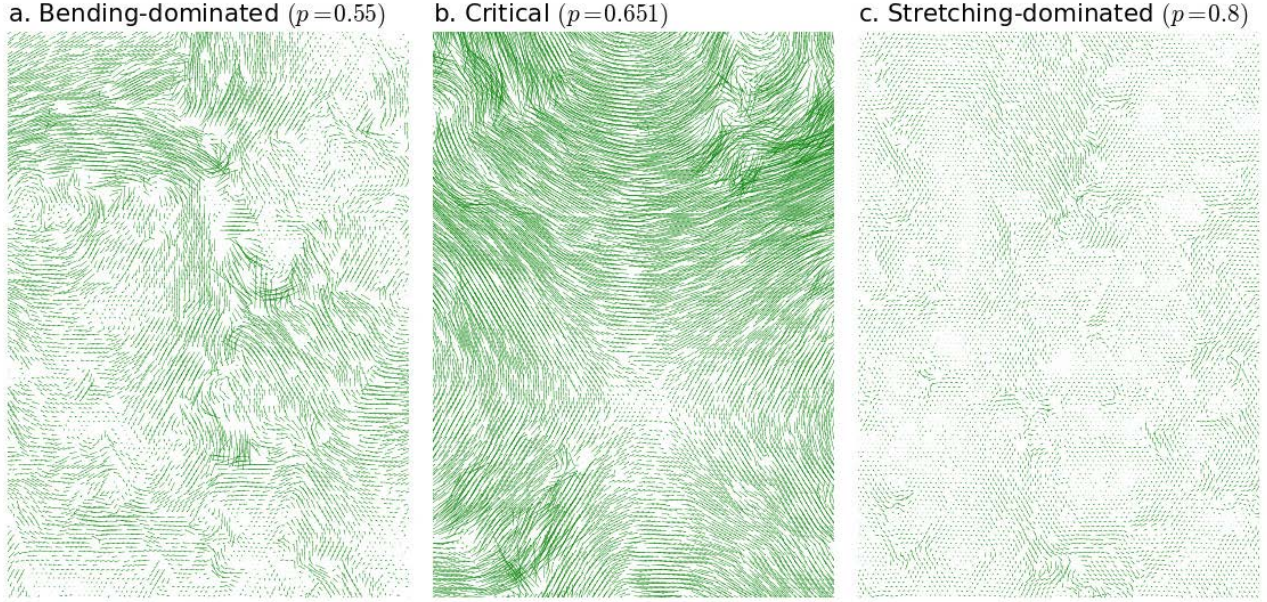 a. Bending-dominated (p=0.55)
b. Critical (p=0.651)
c. Stretching-dominated (p=0.8)